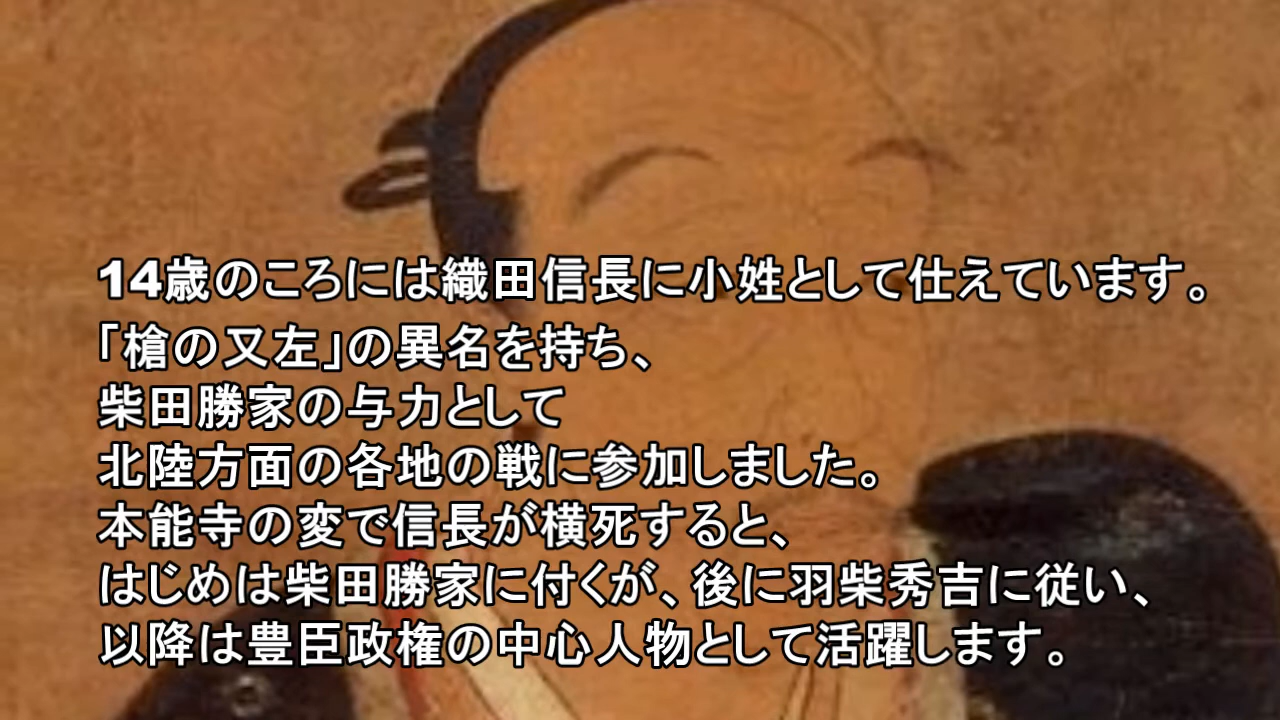 14歳のころには織田信長に小姓として仕えています。
「槍の又左」の異名を持ち、
柴田勝家の与力として
北陸方面の各地の戦に参加しました。
本能寺の変で信長が横死すると、
はじめは柴田勝家に付くが、後に羽柴秀吉に従い、
以降は豊臣政権の中心人物として活躍します。